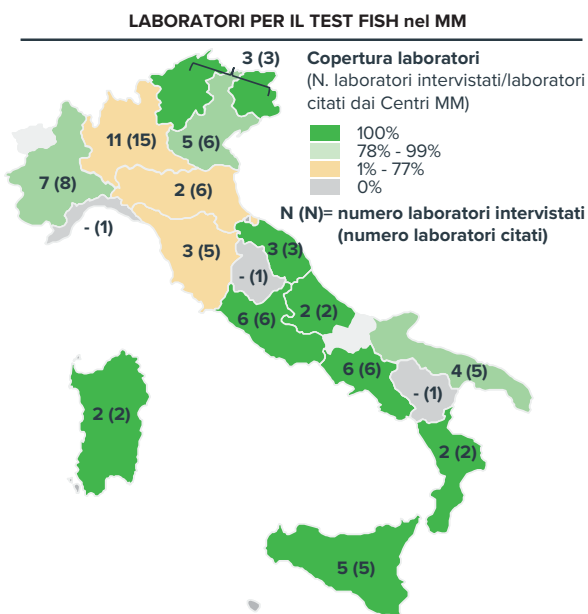 LABORATORI PER IL TEST FISH nel MM
3 (3)
Copertura laboratori
(N. laboratori intervistati/laboratori
citati dai Centri MM)
100%
78% - 99%
1% - 77%
0%
N (N)= numero laboratori intervistati
(numero laboratori citati)
11 (15)
5 (6)
7 (8)
2 (6)
- (1)
3 (5)
3 (3)
- (1)
6 (6)
2 (2)
6 (6)
4 (5)
- (1)
2 (2)
2 (2)
5 (5)